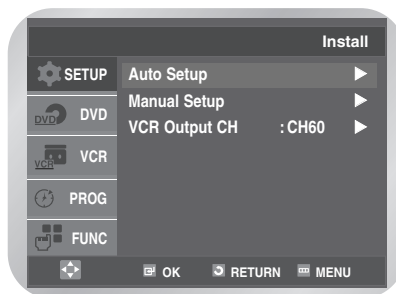 Install
SETUP
Auto Setup
Manual Setup
DVD DVD
VCR Output CH :CH60
VCR VCR
PROG
FUNC
OK RETURN MENU